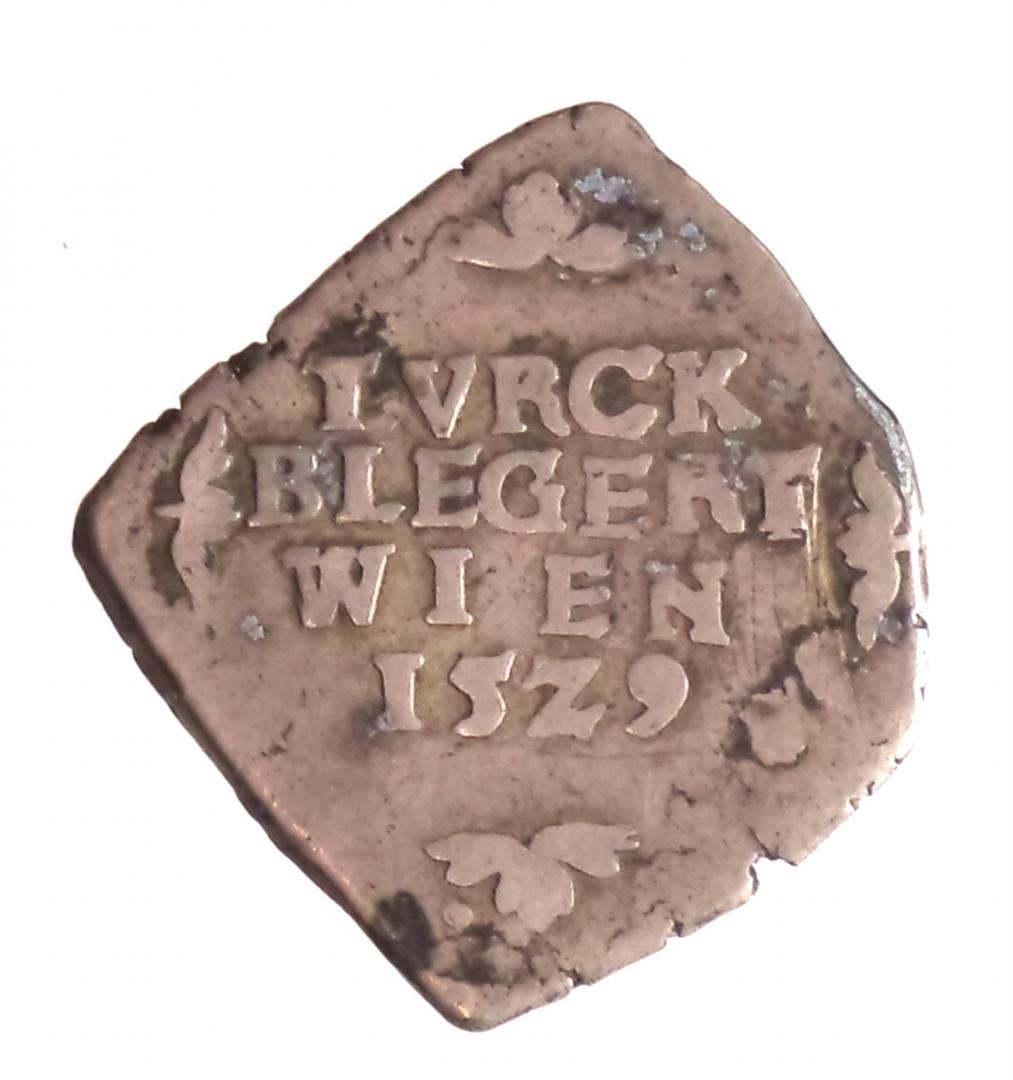 TVRCK
BLEGERT
WIEN
1529